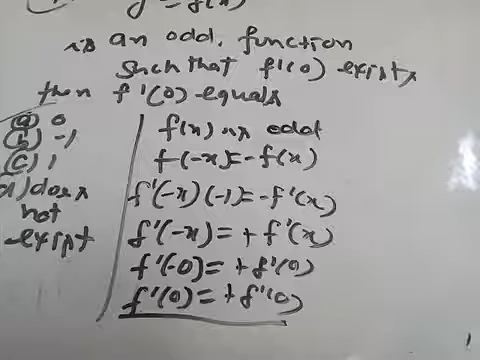 y = f(x)
is an odd function
such that f'(0) exists
then f'(0) equals
(a) 0
(b) -1
(c) 1
d) does
not
exist
f(x) is odd
f(-x) = -f(x)
f'(-x)(-1) = -f'(x)
f'(-x) = + f'(x)
f'(-0) = + f'(0)
f'(0) = + f'(0)